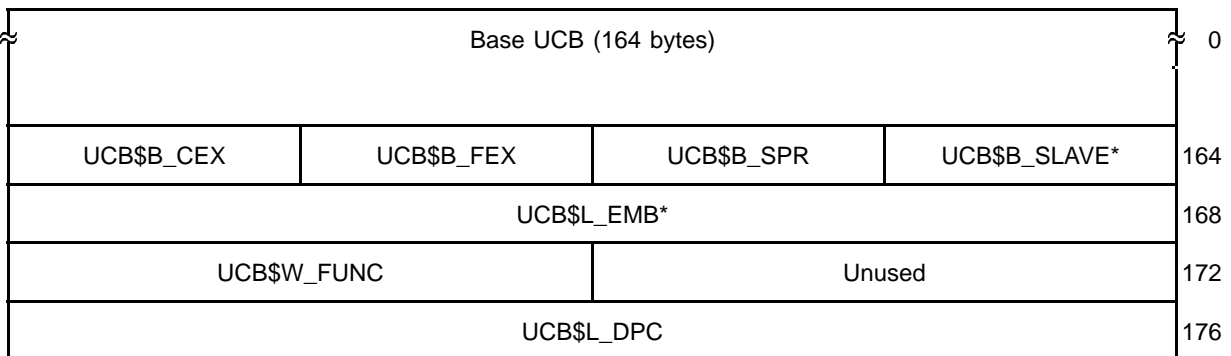 Base UCB (164 bytes) 0
UCB$B_CEX UCB$B_FEX UCB$B_SPR UCB$B_SLAVE* 164
UCB$L_EMB* 168
UCB$W_FUNC Unused 172
UCB$L_DPC 176